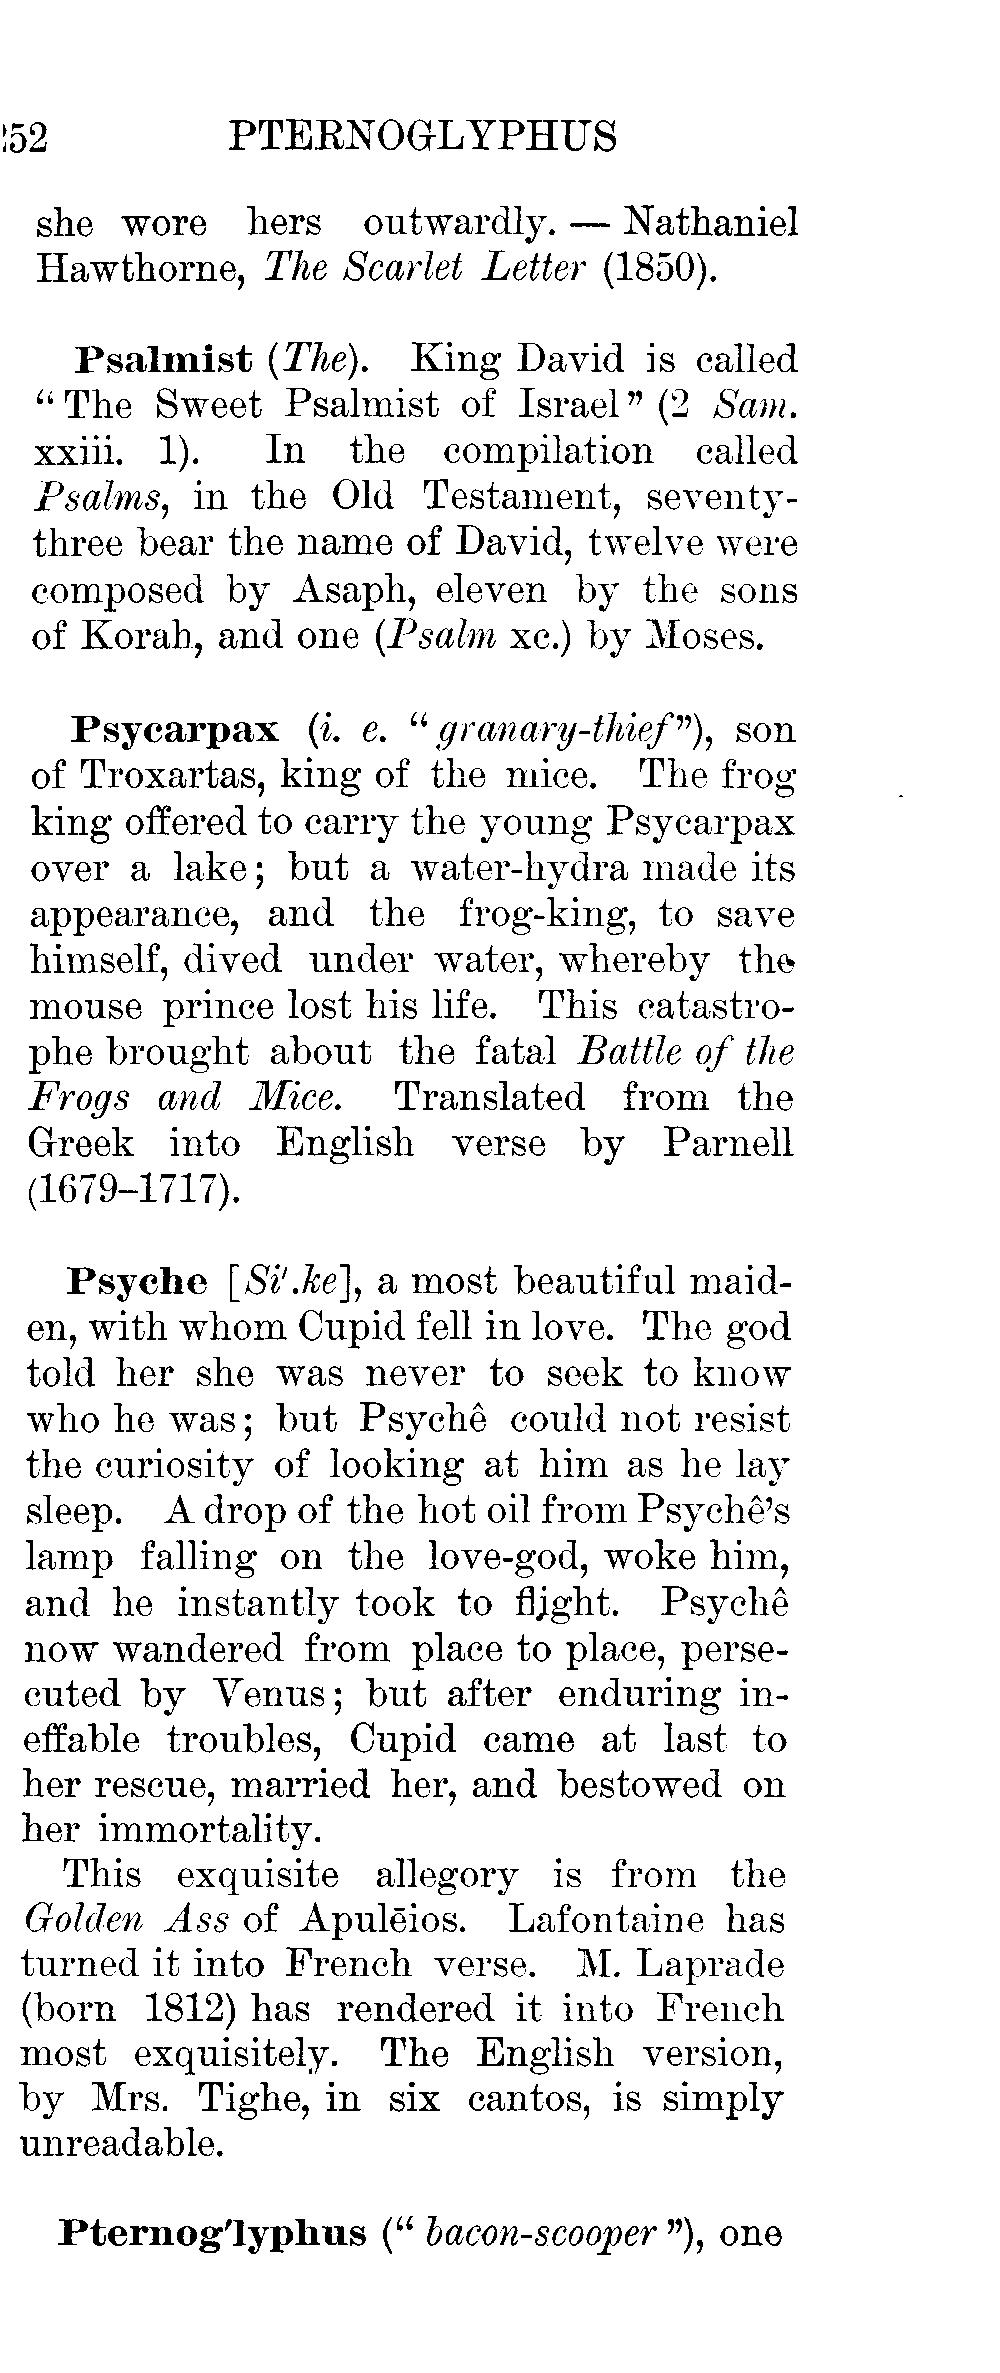 252 PTERNOGLYPHUS
she wore hers outwardly. — Nathaniel
Hawthorne, The Scarlet Letter (1850).
Psalmist (The). King David is called
“The Sweet Psalmist of Israel” (2 Sam.
xxiii. 1). In the compilation called
Psalms, in the Old Testament, seventy-
three bear the name of David, twelve were
composed by Asaph, eleven by the sons
of Korah, and one (Psalm xc.) by Moses.
Psycarpax (i. e. “granary-thief”), son
of Troxartas, king of the mice. The frog
king offered to carry the young Psycarpax
over a lake; but a water-hydra made its
appearance, and the frog-king, to save
himself, dived under water, whereby the
mouse prince lost his life. This catastro-
phe brought about the fatal Battle of the
Frogs and Mice. Translated from the
Greek into English verse by Parnell
(1679–1717).
Psyche [Si′.ke], a most beautiful maid-
en, with whom Cupid fell in love. The god
told her she was never to seek to know
who he was; but Psychê could not resist
the curiosity of looking at him as he lay
sleep. A drop of the hot oil from Psychê’s
lamp falling on the love-god, woke him,
and he instantly took to flight. Psychê
now wandered from place to place, perse-
cuted by Venus; but after enduring in-
effable troubles, Cupid came at last to
her rescue, married her, and bestowed on
her immortality.
This exquisite allegory is from the
Golden Ass of Apulēios. Lafontaine has
turned it into French verse. M. Laprade
(born 1812) has rendered it into French
most exquisitely. The English version,
by Mrs. Tighe, in six cantos, is simply
unreadable.
Pternog′lyphus (“bacon-scooper”), one